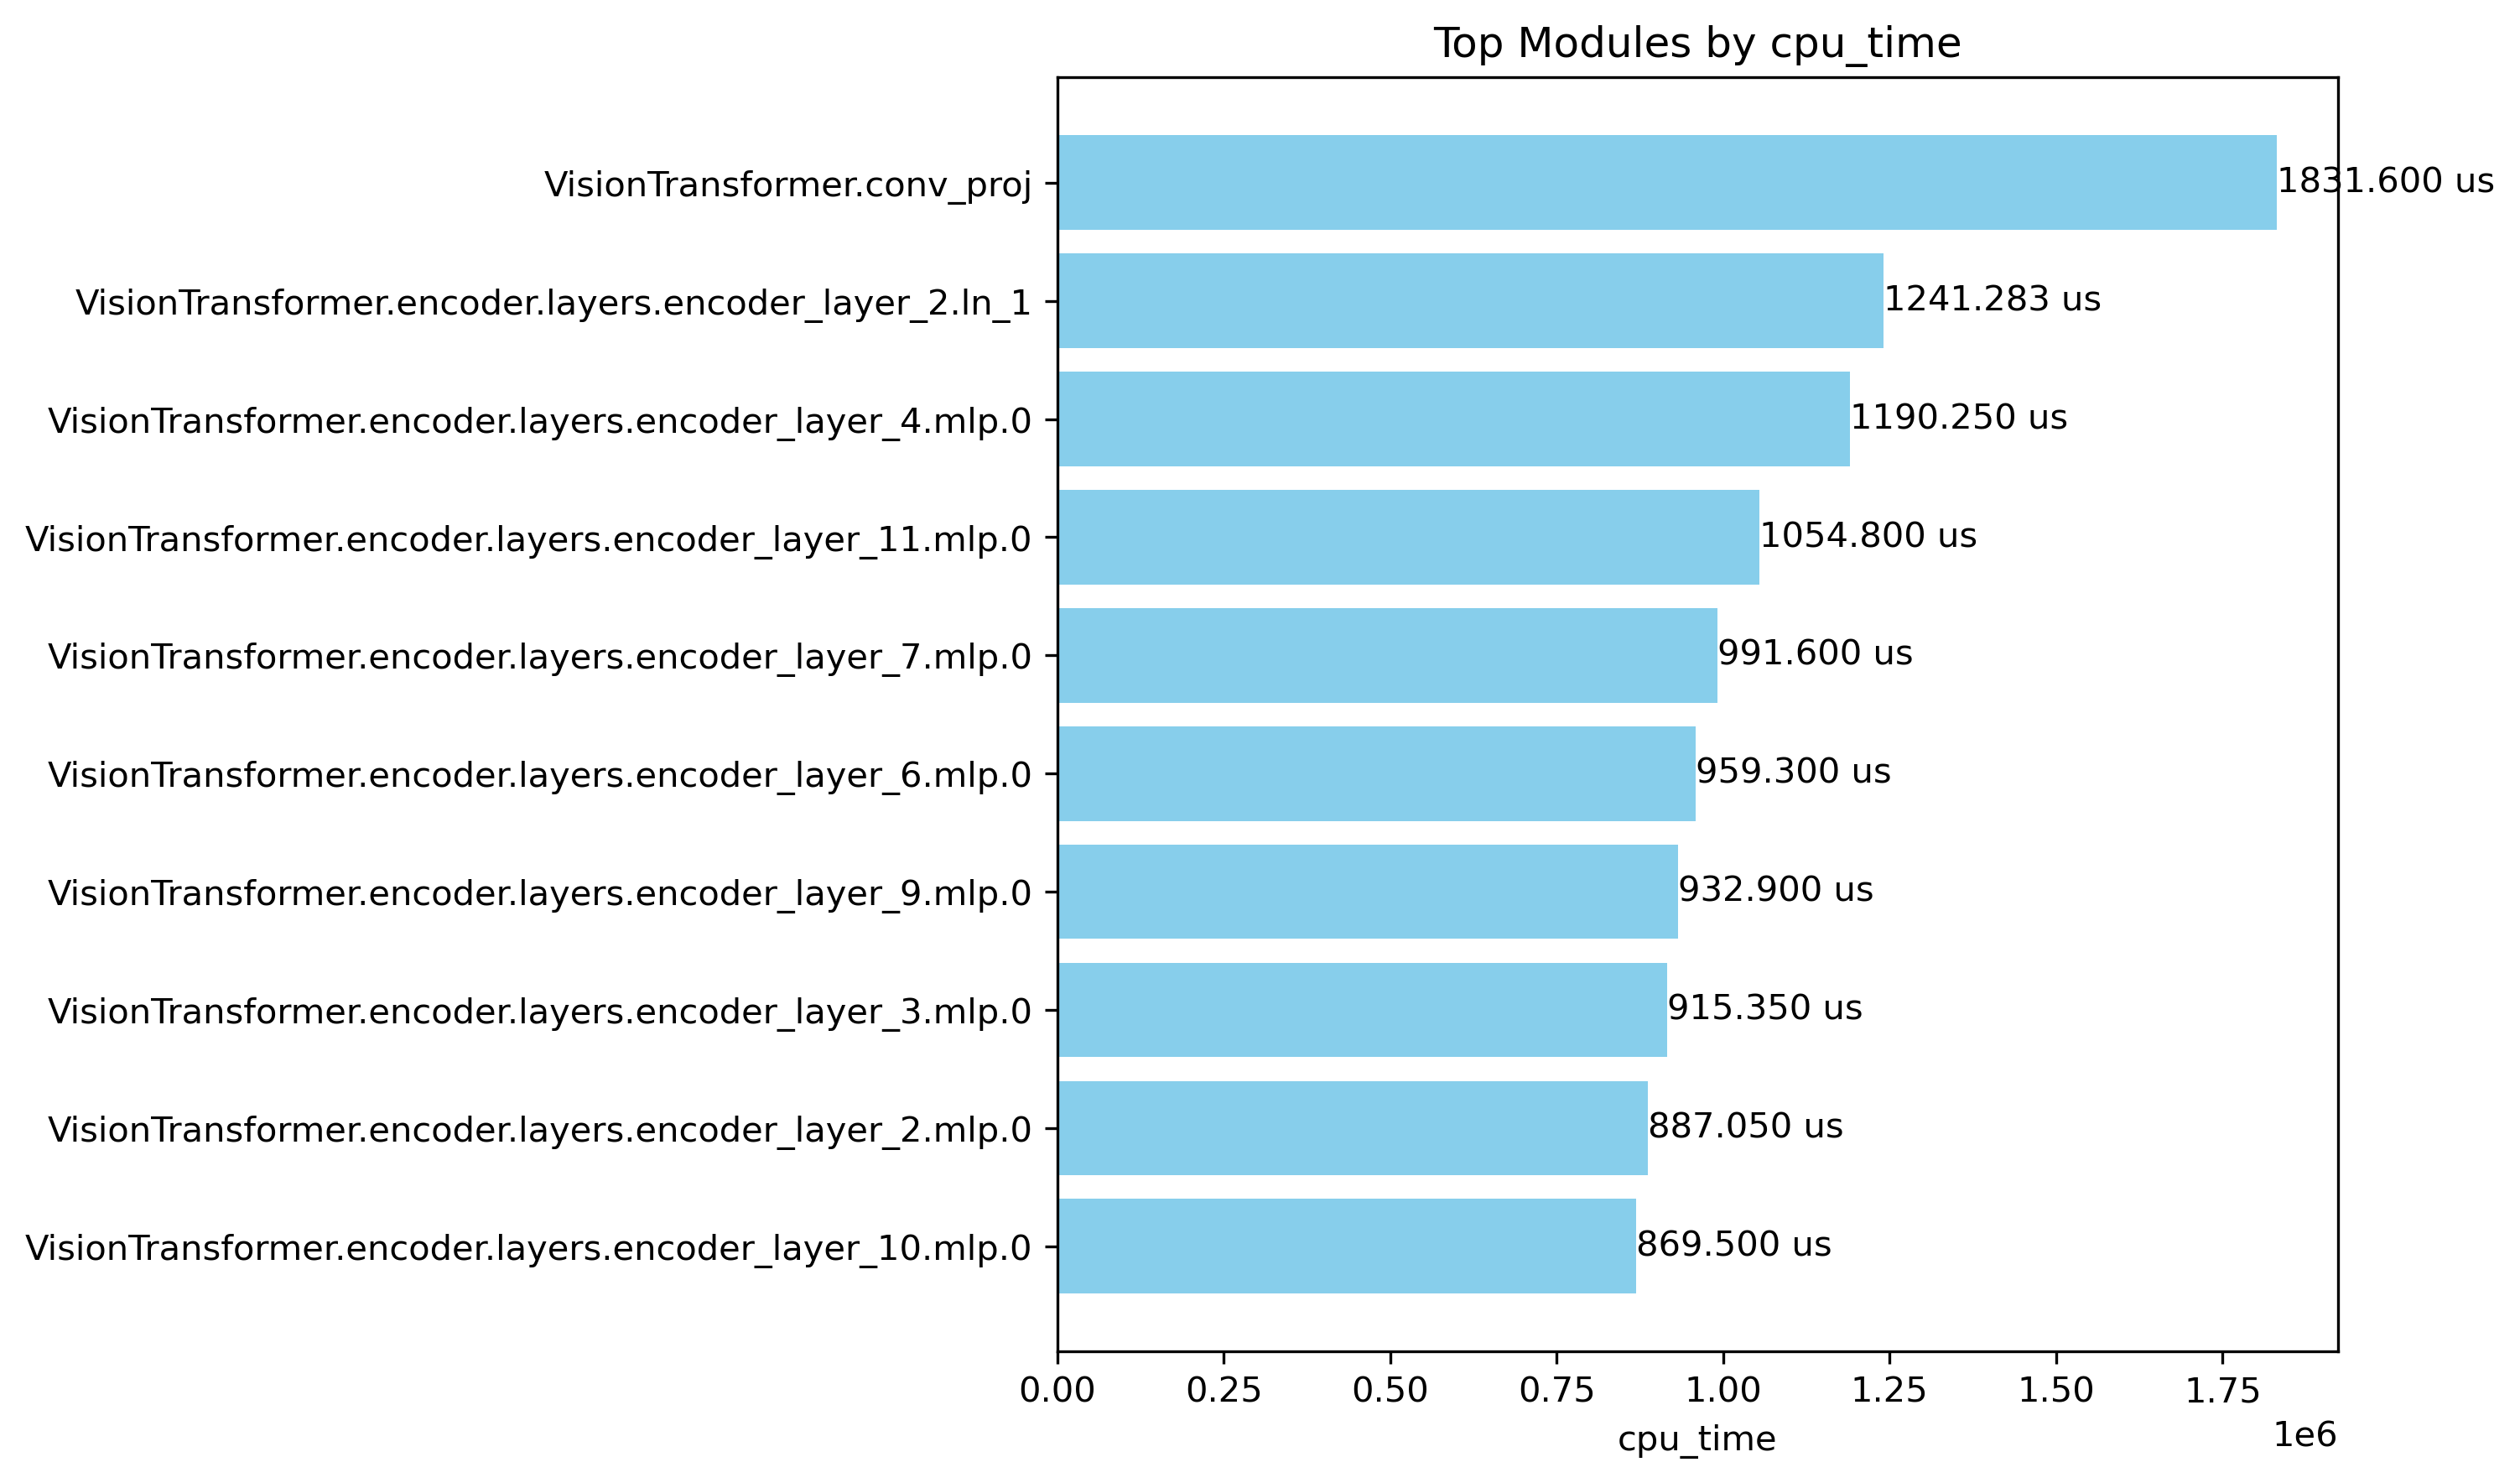 Top Modules by cpu_time
VisionTransformer.conv_proj
1831.600 us
VisionTransformer.encoder.layers.encoder_layer_2.ln_1
1241.283 us
VisionTransformer.encoder.layers.encoder_layer_4.mlp.0
1190.250 us
VisionTransformer.encoder.layers.encoder_layer_11.mlp.0
1054.800 us
VisionTransformer.encoder.layers.encoder_layer_7.mlp.0
991.600 us
VisionTransformer.encoder.layers.encoder_layer_6.mlp.0
959.300 us
VisionTransformer.encoder.layers.encoder_layer_9.mlp.0
932.900 us
VisionTransformer.encoder.layers.encoder_layer_3.mlp.0
915.350 us
VisionTransformer.encoder.layers.encoder_layer_2.mlp.0
887.050 us
VisionTransformer.encoder.layers.encoder_layer_10.mlp.0
869.500 us
0.00 0.25 0.50 0.75 1.00 1.25 1.50 1.75
1e6
cpu_time